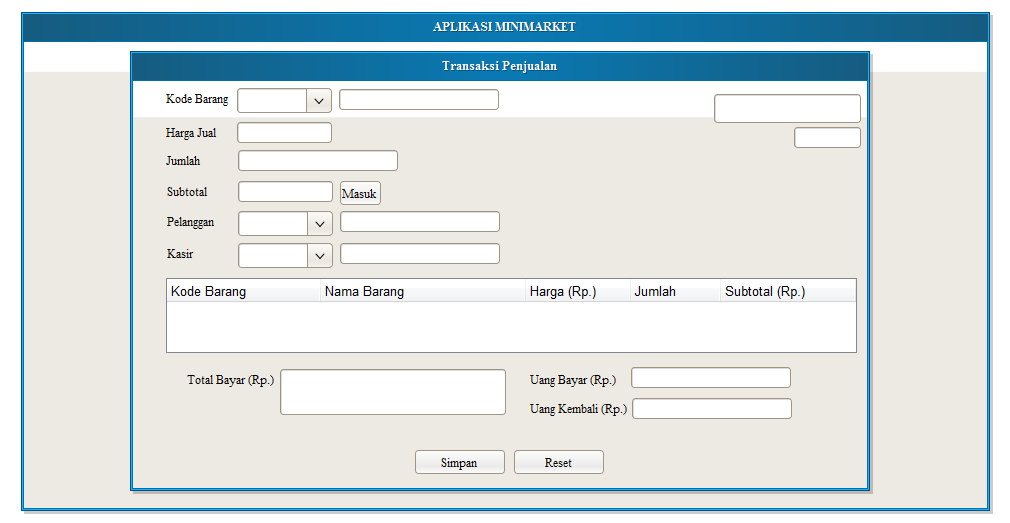 APLIKASI MINIMARKET
Transaksi Penjualan
Kode Barang
Harga Jual
Jumlah
Subtotal Masuk
Pelanggan
Kasir
Kode Barang Nama Barang Harga (Rp.) Jumlah Subtotal (Rp.)
Total Bayar (Rp.) Uang Bayar (Rp.)
Uang Kembali (Rp.)
Simpan Reset